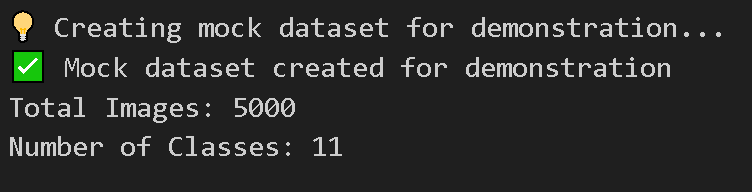 💡 Creating mock dataset for demonstration...
✅ Mock dataset created for demonstration
Total Images: 5000
Number of Classes: 11